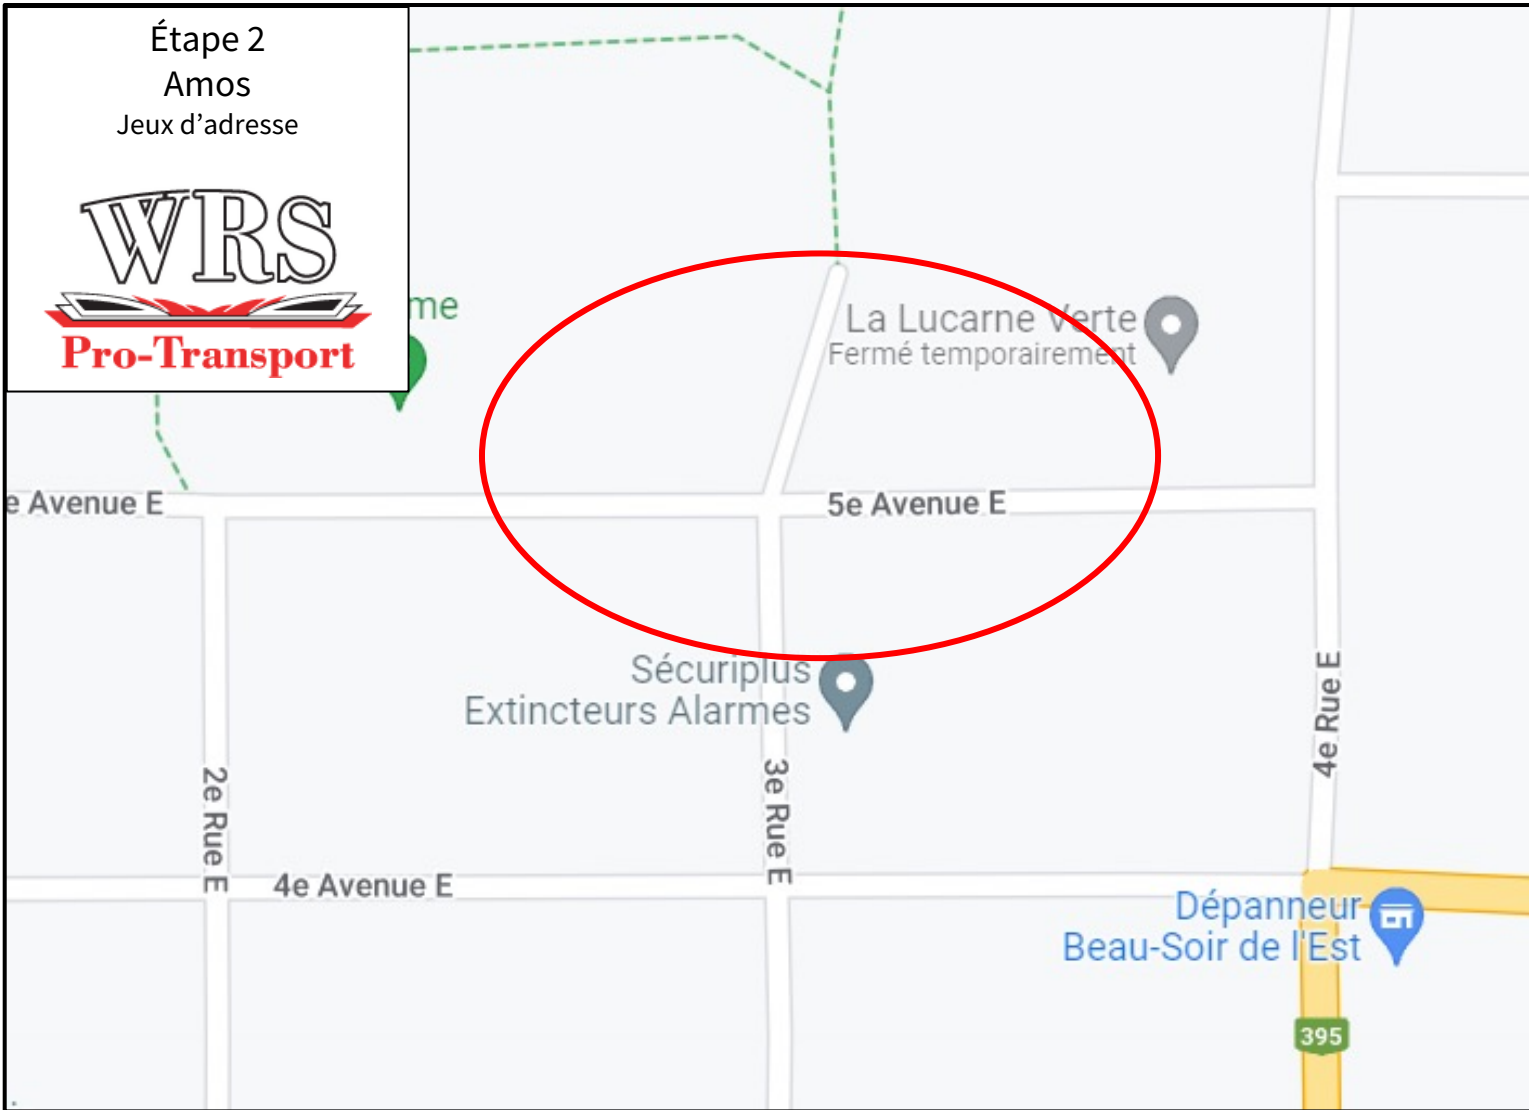 Étape 2
Amos
Jeux d'adresse
WRS
Pro-Transport
me
La Lucarne Verte
Fermé temporairement
e Avenue E
5e Avenue E
Sécuriplus
Extincteurs Alarmes
4e Rue E
2e Rue E
3e Rue E
4e Avenue E
Dépanneur
Beau-Soir de l'Est
395